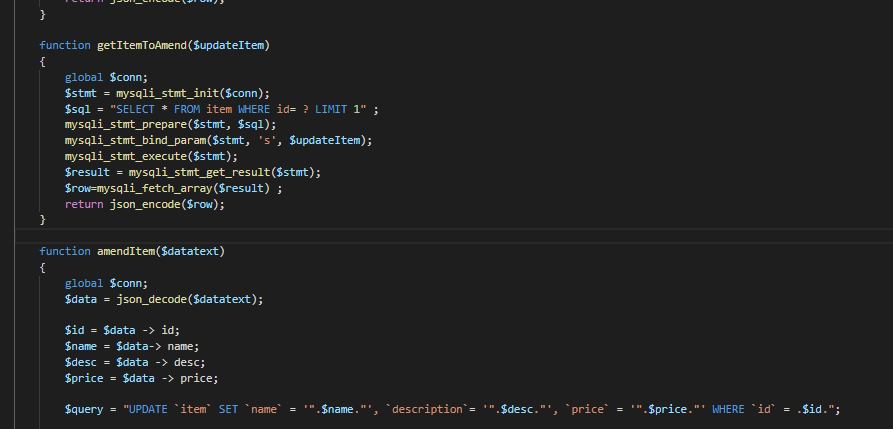 return json_encode($row);
}
function getItemToAmend($updateItem)
{
global $conn;
$stmt = mysqli_stmt_init($conn);
$sql = "SELECT * FROM item WHERE id= ? LIMIT 1" ;
mysqli_stmt_prepare($stmt, $sql);
mysqli_stmt_bind_param($stmt, 's', $updateItem);
mysqli_stmt_execute($stmt);
$result = mysqli_stmt_get_result($stmt);
$row=mysqli_fetch_array($result) ;
return json_encode($row);
}
function amendItem($datatext)
{
global $conn;
$data = json_decode($datatext);
$id = $data -> id;
$name = $data-> name;
$desc = $data -> desc;
$price = $data -> price;
$query = "UPDATE `item` SET `name` = '".$name."', `description`= '".$desc."', `price` = '".$price."' WHERE `id` = .$id.";